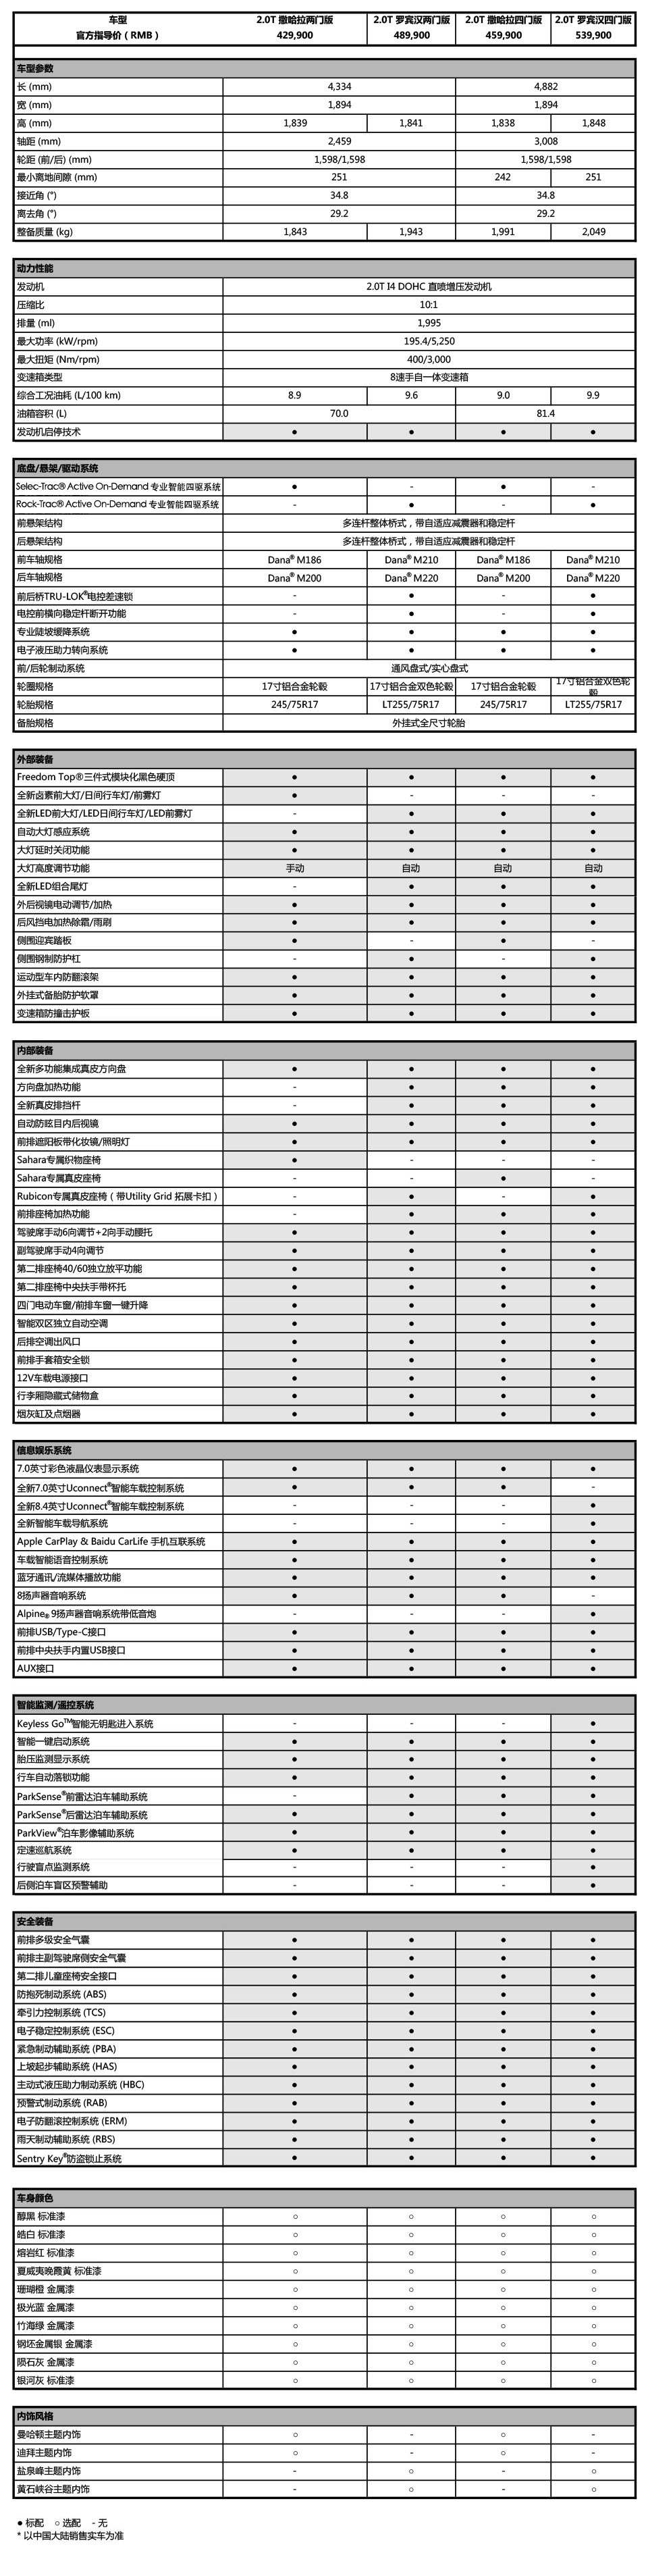 车型 2.0T 撒哈拉两门版 2.0T 罗宾汉两门版 2.0T 撒哈拉四门版 2.0T 罗宾汉四门版
官方指导价（RMB） 429,900 489,900 459,900 539,900
车型参数
长 (mm) 4,334 4,882
宽 (mm) 1,894 1,894
高 (mm) 1,839 1,841 1,838 1,848
轴距 (mm) 2,459 3,008
轮距 (前/后) (mm) 1,598/1,598 1,598/1,598
最小离地间隙 (mm) 251 242 251
接近角 (°) 34.8 34.8
离去角 (°) 29.2 29.2
整备质量 (kg) 1,843 1,943 1,991 2,049
动力性能
发动机 2.0T I4 DOHC 直喷增压发动机
压缩比 10:1
排量 (ml) 1,995
最大功率 (kW/rpm) 195.4/5,250
最大扭矩 (Nm/rpm) 400/3,000
变速箱类型 8速手自一体变速箱
综合工况油耗 (L/100 km) 8.9 9.6 9.0 9.9
油箱容积 (L) 70.0 81.4
发动机启停技术 ● ● ● ●
底盘/悬架/驱动系统
Selec-Trac® Active On-Demand 专业智能四驱系统 ● - ● -
Rock-Trac® Active On-Demand 专业智能四驱系统 - ● - ●
前悬架结构 多连杆整体桥式，带自适应减震器和稳定杆
后悬架结构 多连杆整体桥式，带自适应减震器和稳定杆
前车轴规格 Dana® M186 Dana® M210 Dana® M186 Dana® M210
后车轴规格 Dana® M200 Dana® M220 Dana® M200 Dana® M220
前后桥TRU-LOK®电控差速锁 - ● - ●
电控前横向稳定杆断开功能 - ● - ●
专业陡坡缓降系统 ● ● ● ●
电子液压助力转向系统 ● ● ● ●
前/后轮制动系统 通风盘式/实心盘式
轮圈规格 17寸铝合金轮毂 17寸铝合金双色轮毂 17寸铝合金轮毂 17寸铝合金双色轮毂
轮胎规格 245/75R17 LT255/75R17 245/75R17 LT255/75R17
备胎规格 外挂式全尺寸轮胎
外部装备
Freedom Top®三件式模块化黑色硬顶 ● ● ● ●
全新卤素前大灯/日间行车灯/前雾灯 ● - - -
全新LED前大灯/LED日间行车灯/LED前雾灯 - ● ● ●
自动大灯感应系统 ● ● ● ●
大灯延时关闭功能 ● ● ● ●
大灯高度调节功能 手动 自动 自动 自动
全新LED组合尾灯 - ● ● ●
外后视镜电动调节/加热 ● ● ● ●
后风挡电加热除霜/雨刷 ● ● ● ●
侧围迎宾踏板 ● - ● -
侧围钢制防护杠 - ● - ●
运动型车内防翻滚架 ● ● ● ●
外挂式备胎防护软罩 ● ● ● ●
变速箱防撞击护板 ● ● ● ●
内部装备
全新多功能集成真皮方向盘 ● ● ● ●
方向盘加热功能 - ● ● ●
全新真皮排挡杆 - ● ● ●
自动防眩目内后视镜 ● ● ● ●
前排遮阳板带化妆镜/照明灯 ● ● ● ●
Sahara专属织物座椅 ● - - -
Sahara专属真皮座椅 - - ● -
Rubicon专属真皮座椅（带Utility Grid 拓展卡扣） - ● - ●
前排座椅加热功能 - ● ● ●
驾驶席手动6向调节+2向手动腰托 ● ● ● ●
副驾驶席手动4向调节 ● ● ● ●
第二排座椅40/60独立放平功能 ● ● ● ●
第二排座椅中央扶手带杯托 ● ● ● ●
四门电动车窗/前排车窗一键升降 ● ● ● ●
智能双区独立自动空调 ● ● ● ●
后排空调出风口 ● ● ● ●
前排手套箱安全锁 ● ● ● ●
12V车载电源接口 ● ● ● ●
行李厢隐藏式储物盒 ● ● ● ●
烟灰缸及点烟器 ● ● ● ●
信息娱乐系统
7.0英寸彩色液晶仪表显示系统 ● ● ● ●
全新7.0英寸Uconnect®智能车载控制系统 ● ● ● -
全新8.4英寸Uconnect®智能车载控制系统 - - - ●
全新智能车载导航系统 - - - ●
Apple CarPlay & Baidu CarLife 手机互联系统 ● ● ● ●
车载智能语音控制系统 ● ● ● ●
蓝牙通讯/流媒体播放功能 ● ● ● ●
8扬声器音响系统 ● ● ● -
Alpine® 9扬声器音响系统带低音炮 - - - ●
前排USB/Type-C接口 ● ● ● ●
前排中央扶手内置USB接口 ● ● ● ●
AUX接口 ● ● ● ●
智能监测/遥控系统
Keyless Go™智能无钥匙进入系统 - - - ●
智能一键启动系统 ● ● ● ●
胎压监测显示系统 ● ● ● ●
行车自动落锁功能 ● ● ● ●
ParkSense®前雷达泊车辅助系统 - ● ● ●
ParkSense®后雷达泊车辅助系统 ● ● ● ●
ParkView®泊车影像辅助系统 ● ● ● ●
定速巡航系统 ● ● ● ●
行驶盲点监测系统 - - - ●
后侧泊车盲区预警辅助 - - - ●
安全装备
前排多级安全气囊 ● ● ● ●
前排主副驾驶席侧安全气囊 ● ● ● ●
第二排儿童座椅安全接口 ● ● ● ●
防抱死制动系统 (ABS) ● ● ● ●
牵引力控制系统 (TCS) ● ● ● ●
电子稳定控制系统 (ESC) ● ● ● ●
紧急制动辅助系统 (PBA) ● ● ● ●
上坡起步辅助系统 (HAS) ● ● ● ●
主动式液压助力制动系统 (HBC) ● ● ● ●
预警式制动系统 (RAB) ● ● ● ●
电子防翻滚控制系统 (ERM) ● ● ● ●
雨天制动辅助系统 (RBS) ● ● ● ●
Sentry Key®防盗锁止系统 ● ● ● ●
车身颜色
醇黑 标准漆 ○ ○ ○ ○
皓白 标准漆 ○ ○ ○ ○
熔岩红 标准漆 ○ ○ ○ ○
夏威夷晚霞黄 标准漆 ○ ○ ○ ○
珊瑚橙 金属漆 ○ ○ ○ ○
极光蓝 金属漆 ○ ○ ○ ○
竹海绿 金属漆 ○ ○ ○ ○
钢坯金属银 金属漆 ○ ○ ○ ○
陨石灰 金属漆 ○ ○ ○ ○
银河灰 标准漆 ○ ○ ○ ○
内饰风格
曼哈顿主题内饰 ○ - ○ -
迪拜主题内饰 ○ - ○ -
盐泉峰主题内饰 - ○ - ○
黄石峡谷主题内饰 - ○ - ○
● 标配 ○ 选配 - 无
* 以中国大陆销售实车为准